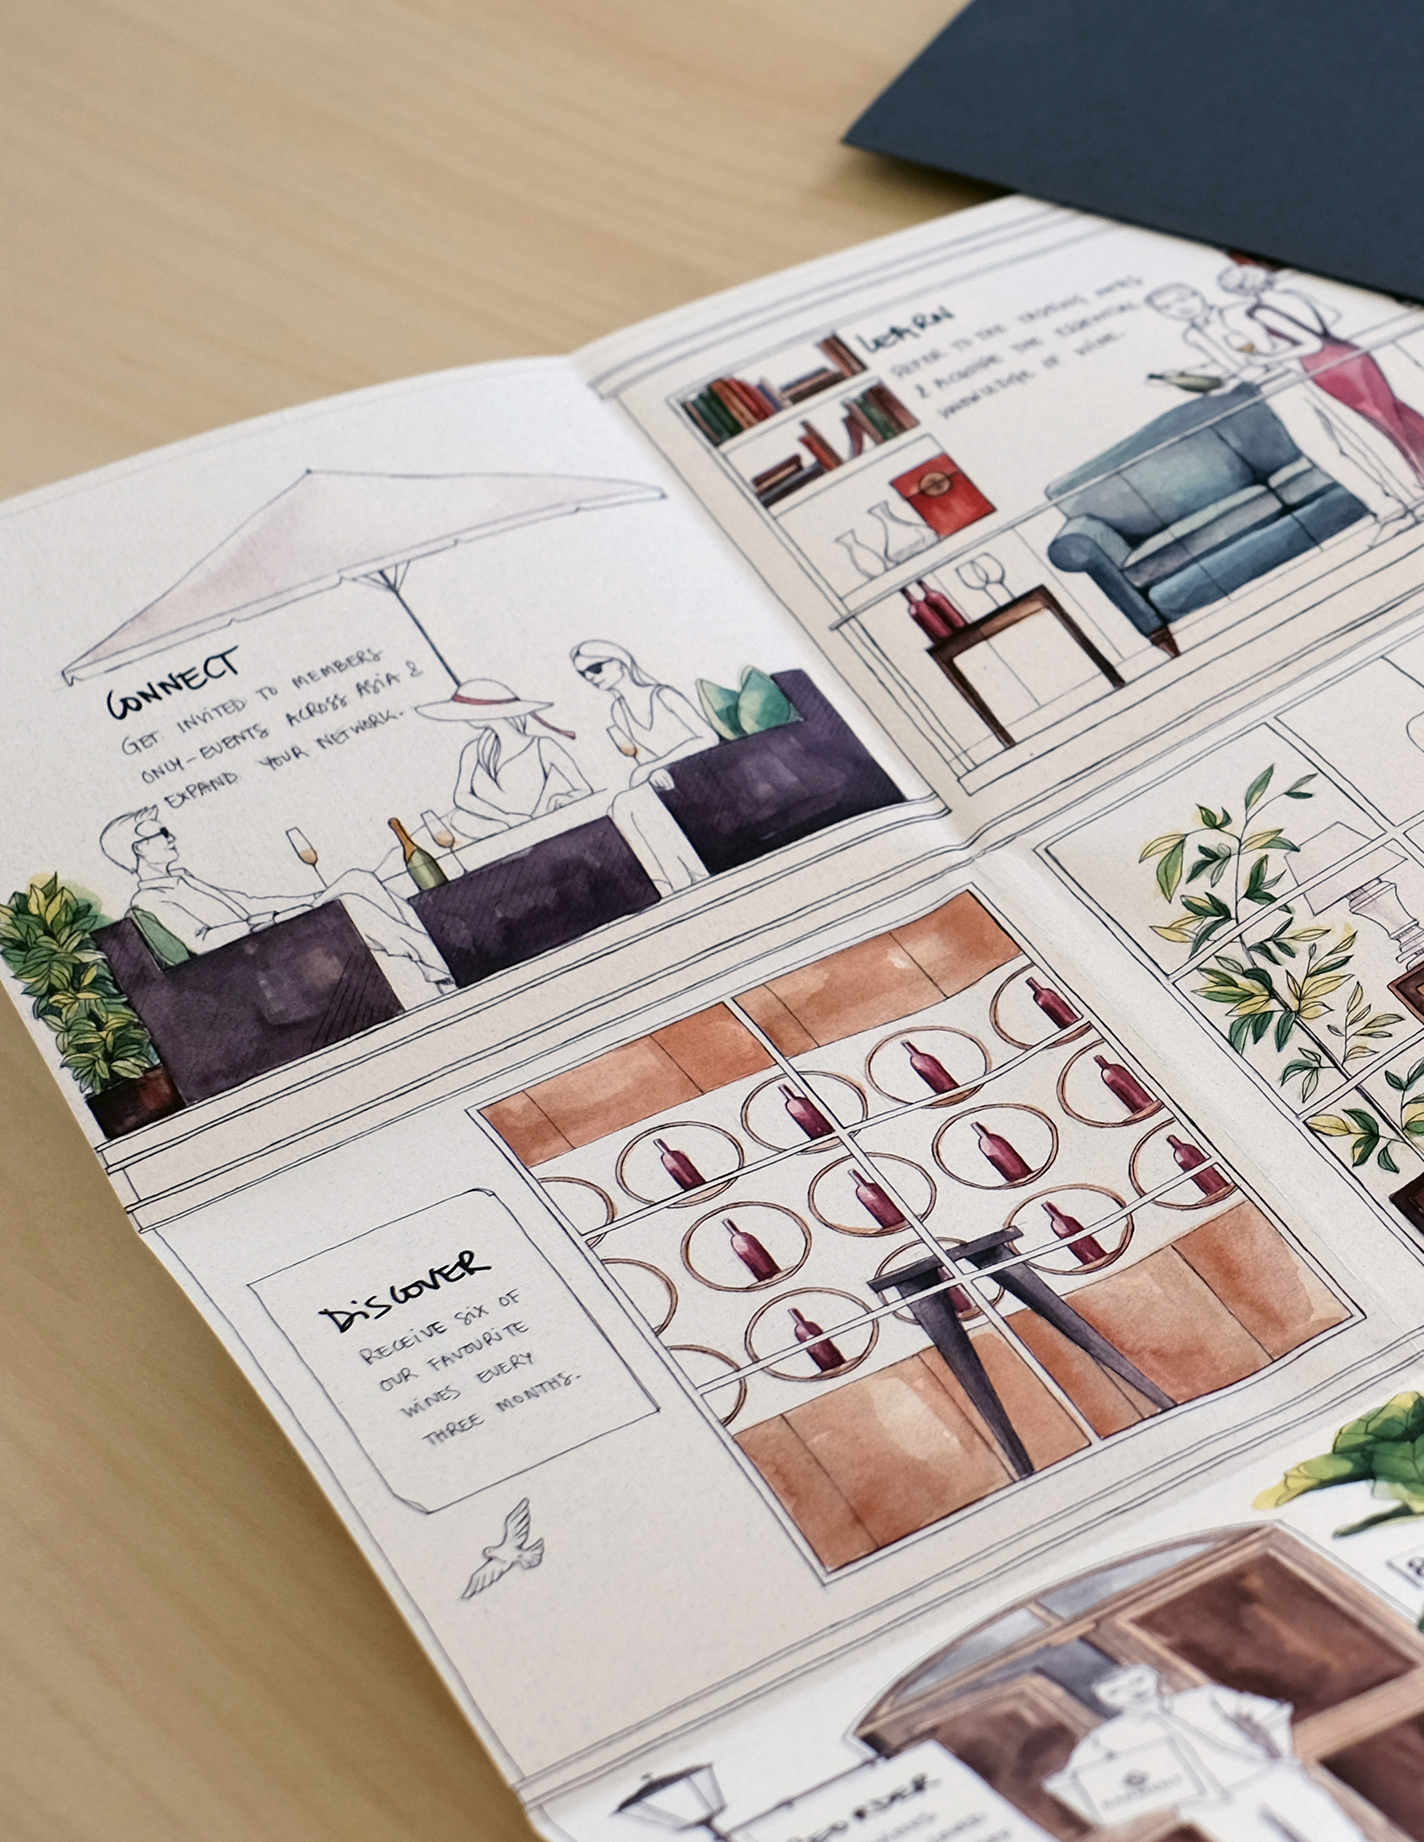 CONNECT
GET INVITED TO MEMBERS
ONLY-EVENTS ACROSS ASIA &
EXPAND YOUR NETWORK.
LEARN
REFER TO THE TASTING NOTES
& ACQUIRE THE ESSENTIAL
KNOWLEDGE OF WINE.
DISCOVER
RECEIVE SIX OF
OUR FAVOURITE
WINES EVERY
THREE MONTHS.